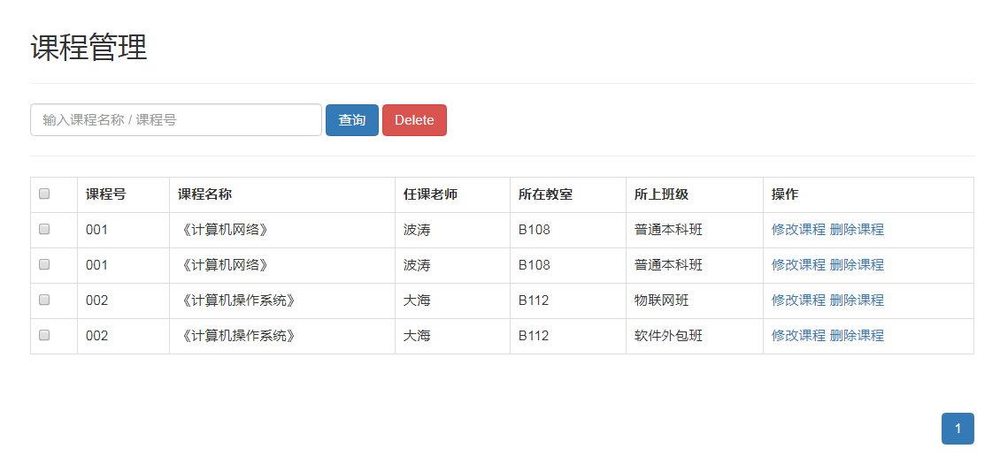 课程管理
输入课程名称 / 课程号 查询 Delete
课程号 课程名称 任课老师 所在教室 所上班级 操作
001 《计算机网络》 波涛 B108 普通本科班 修改课程 删除课程
001 《计算机网络》 波涛 B108 普通本科班 修改课程 删除课程
002 《计算机操作系统》 大海 B112 物联网班 修改课程 删除课程
002 《计算机操作系统》 大海 B112 软件外包班 修改课程 删除课程
1